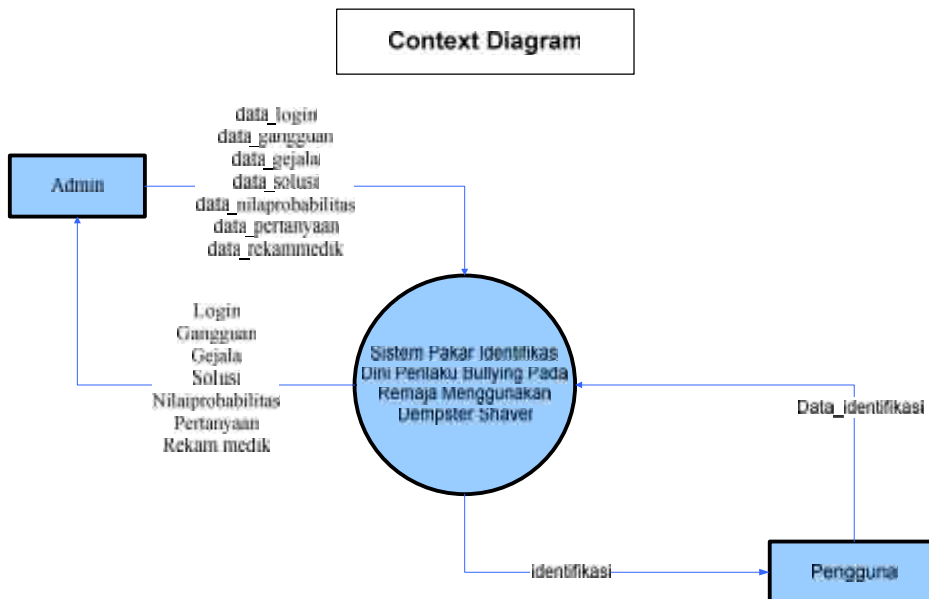 Context Diagram
data_login
data_gangguan
data_gejala
data_solusi
data_nilaprobabilitas
data_pertanyaan
data_rekammedik
Admin
Login
Gangguan
Gejala
Solusi
Nilaiprobabilitas
Pertanyaan
Rekam medik
Sistem Pakar Identifikas
Dini Perilaku Bullying Pada
Remaja Menggunakan
Dempster Shaver
Data_identifikasi
identifikasi
Pengguna